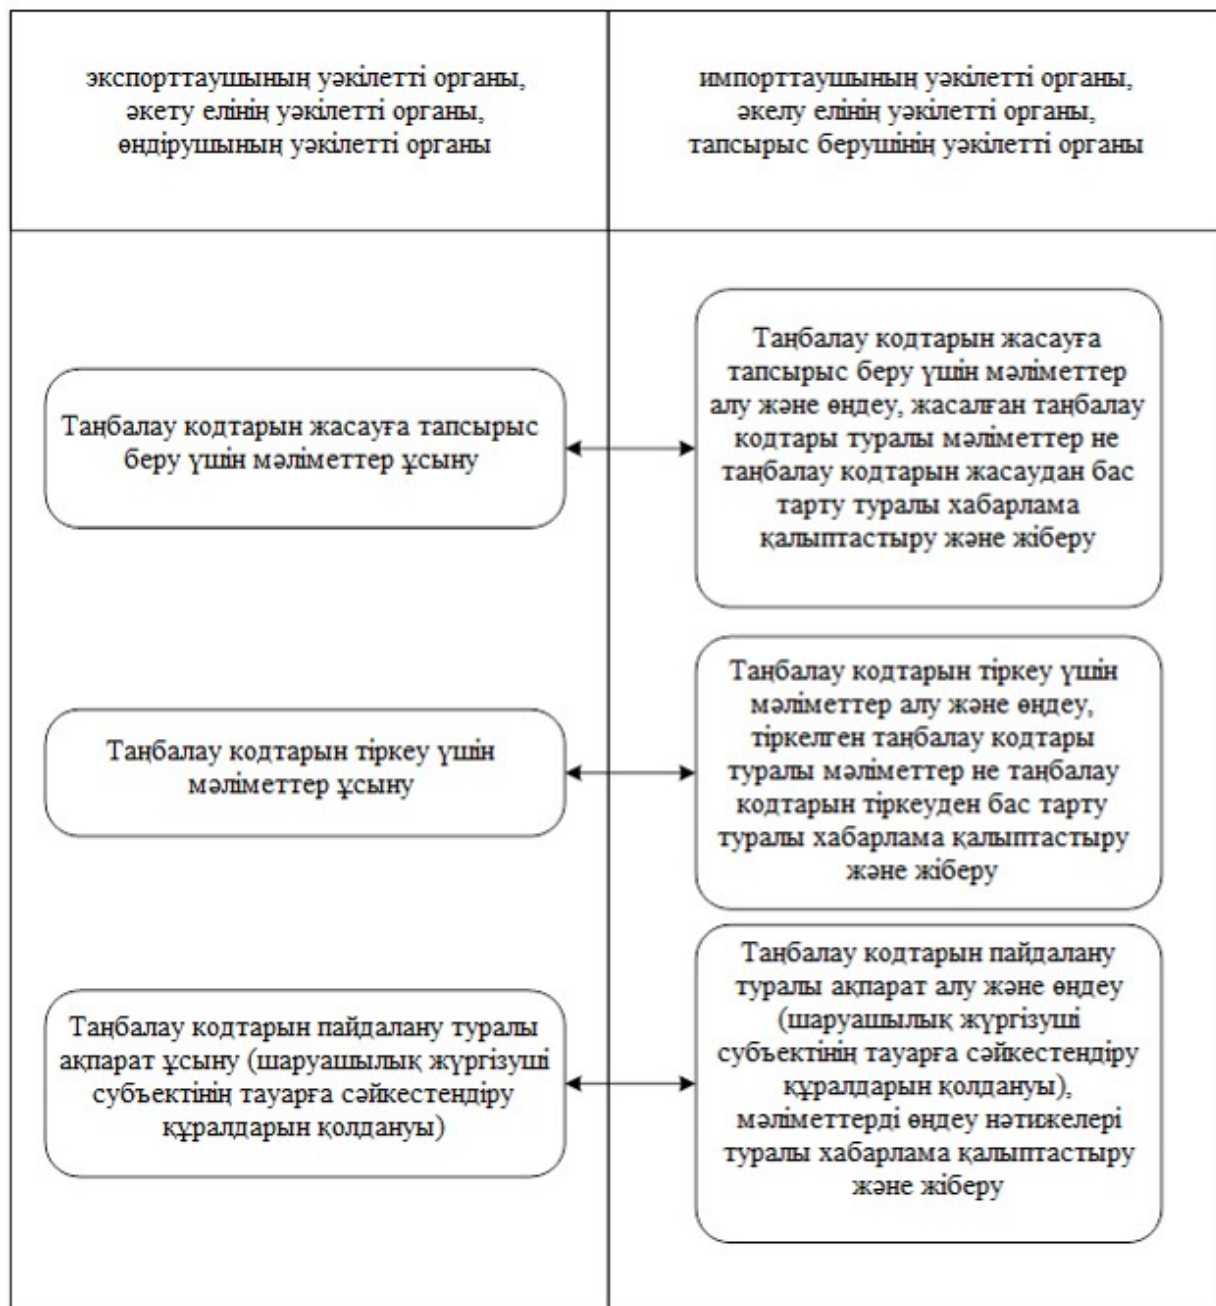 экспорттаушының уәкілетті органы,
әкету елінің уәкілетті органы,
өндірушының уәкілетті органы
импорттаушының уәкілетті органы,
әкелу елінің уәкілетті органы,
тапсырыс берушінің уәкілетті органы
Таңбалау кодтарын жасауға тапсырыс
беру үшін мәліметтер ұсыну
Таңбалау кодтарын жасауға
тапсырыс беру үшін мәліметтер
алу және өңдеу, жасалған таңбалау
кодтары туралы мәліметтер не
таңбалау кодтарын жасаудан бас
тарту туралы хабарлама
қалыптастыру және жіберу
Таңбалау кодтарын тіркеу үшін
мәліметтер ұсыну
Таңбалау кодтарын тіркеу үшін
мәліметтер алу және өңдеу,
тіркелген таңбалау кодтары
туралы мәліметтер не таңбалау
кодтарын тіркеуден бас тарту
туралы хабарлама қалыптастыру
және жіберу
Таңбалау кодтарын пайдалану туралы
ақпарат ұсыну (шаруашылық жүргізуші
субъектінің тауарға сәйкестендіру
құралдарын қолдануы)
Таңбалау кодтарын пайдалану
туралы ақпарат алу және өңдеу
(шаруашылық жүргізуші
субъектінің тауарға сәйкестендіру
құралдарын қолдануы),
мәліметтерді өңдеу нәтижелері
туралы хабарлама қалыптастыру
және жіберу